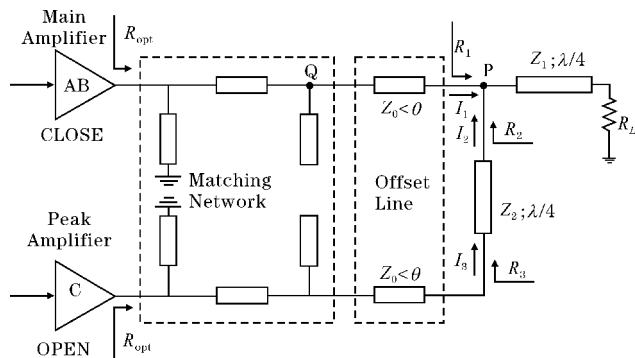 Main
Amplifier
R_opt
AB
CLOSE
Q
R_1
P
Z_1;λ/4
Z_0<θ
I_1
I_2
R_2
R_L
Matching
Network
Offset
Line
Z_2;λ/4
Peak
Amplifier
C
OPEN
R_opt
Z_0<θ
I_3
R_3